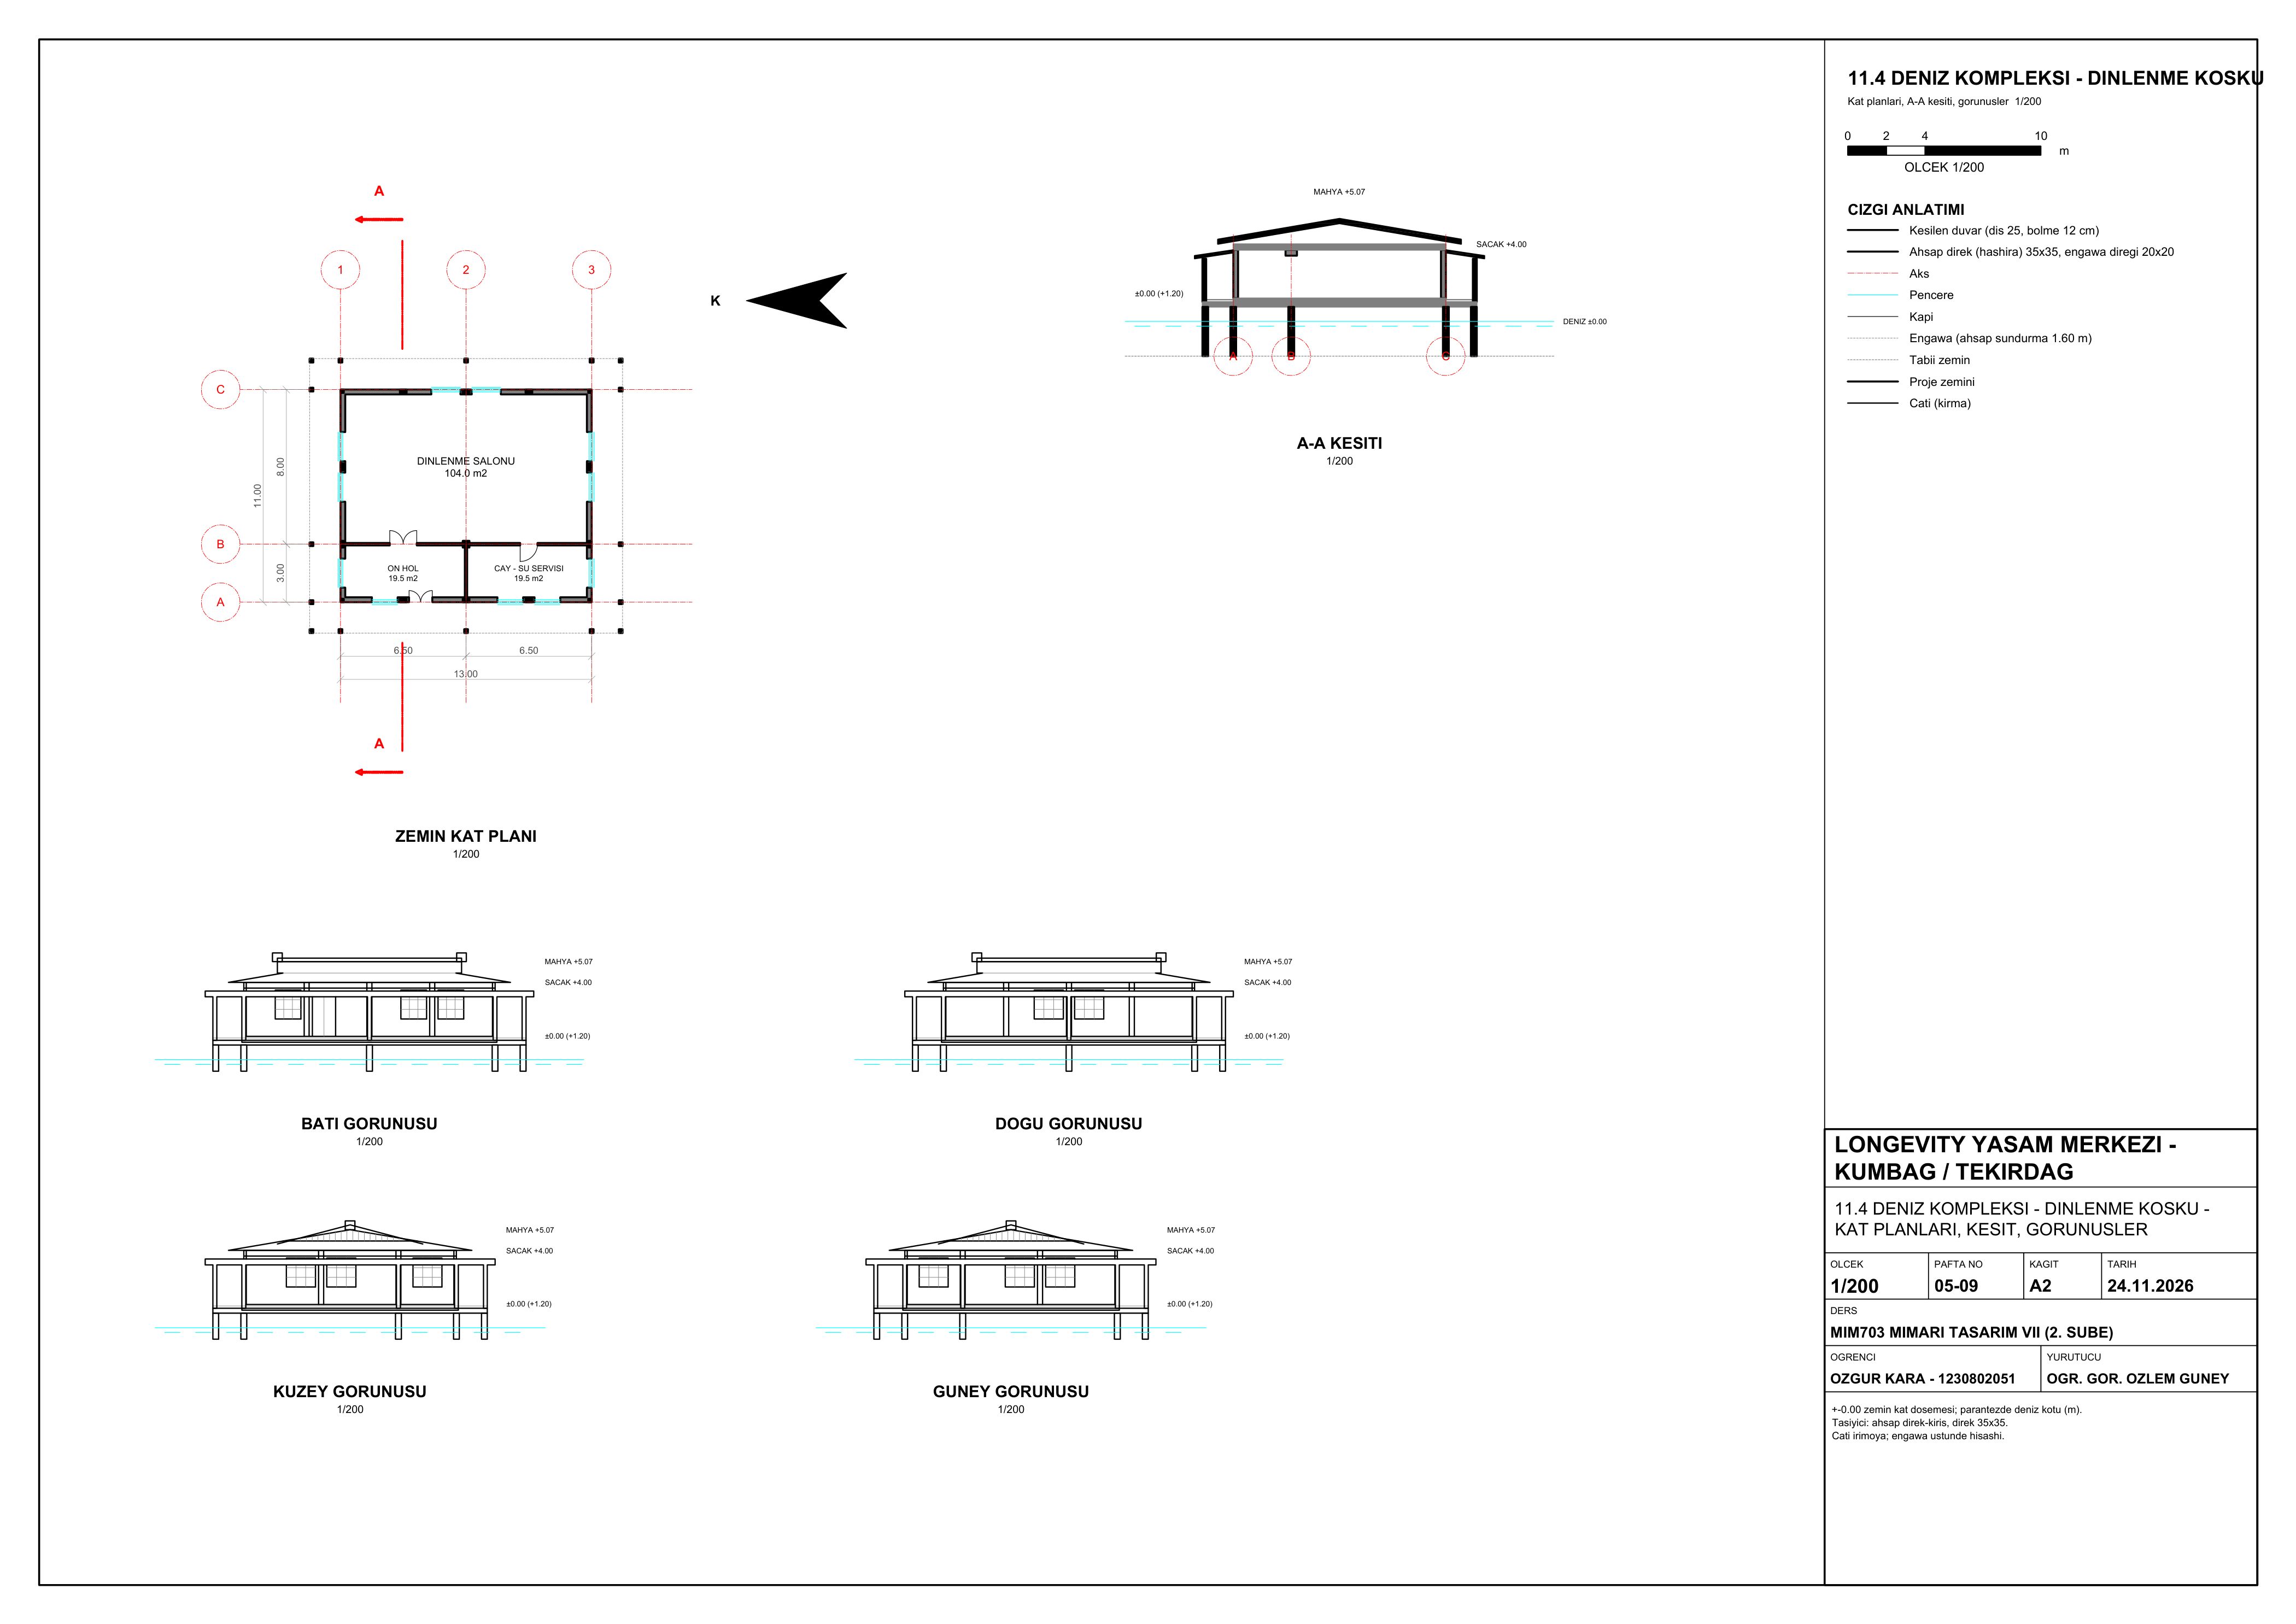 11.4 DENIZ KOMPLEKSI - DINLENME KOSKU
Kat planlari, A-A kesiti, gorunusler 1/200
0 2 4 10
m
OLCEK 1/200
CIZGI ANLATIMI
Kesilen duvar (dis 25, bolme 12 cm)
Ahsap direk (hashira) 35x35, engawa diregi 20x20
Aks
Pencere
Kapi
Engawa (ahsap sundurma 1.60 m)
Tabii zemin
Proje zemini
Cati (kirma)
A
1 2 3
K
C
B
A
8.00
11.00
3.00
DINLENME SALONU
104.0 m2
ON HOL
19.5 m2
CAY - SU SERVISI
19.5 m2
6.50 6.50
13.00
A
ZEMIN KAT PLANI
1/200
MAHYA +5.07
SACAK +4.00
±0.00 (+1.20)
DENIZ ±0.00
A B C
A-A KESITI
1/200
MAHYA +5.07
SACAK +4.00
±0.00 (+1.20)
BATI GORUNUSU
1/200
MAHYA +5.07
SACAK +4.00
±0.00 (+1.20)
DOGU GORUNUSU
1/200
MAHYA +5.07
SACAK +4.00
±0.00 (+1.20)
KUZEY GORUNUSU
1/200
MAHYA +5.07
SACAK +4.00
±0.00 (+1.20)
GUNEY GORUNUSU
1/200
LONGEVITY YASAM MERKEZI -
KUMBAG / TEKIRDAG
11.4 DENIZ KOMPLEKSI - DINLENME KOSKU -
KAT PLANLARI, KESIT, GORUNUSLER
OLCEK PAFTA NO KAGIT TARIH
1/200 05-09 A2 24.11.2026
DERS
MIM703 MIMARI TASARIM VII (2. SUBE)
OGRENCI YURUTUCU
OZGUR KARA - 1230802051 OGR. GOR. OZLEM GUNEY
+-0.00 zemin kat dosemesi; parantezde deniz kotu (m).
Tasiyici: ahsap direk-kiris, direk 35x35.
Cati irimoya; engawa ustunde hisashi.